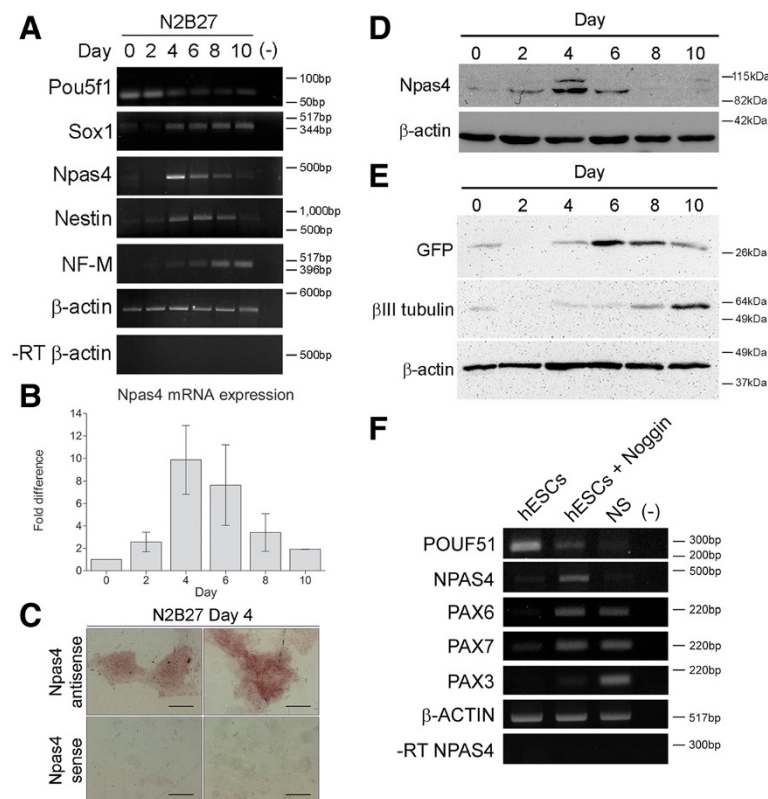 A
N2B27
Day 0 2 4 6 8 10 (-)
Pou5f1
100bp
50bp
Sox1
517bp
344bp
Npas4
500bp
Nestin
1,000bp
500bp
NF-M
517bp
396bp
β-actin
600bp
-RT β-actin
500bp
B
Npas4 mRNA expression
Fold difference
14
12
10
8
6
4
2
0
0 2 4 6 8 10
Day
C
N2B27 Day 4
Npas4 antisense
Npas4 sense
D
Day
0 2 4 6 8 10
Npas4
115kDa
82kDa
β-actin
42kDa
E
Day
0 2 4 6 8 10
GFP
26kDa
βIII tubulin
64kDa
49kDa
β-actin
49kDa
37kDa
F
hESCs
hESCs + Noggin
NS
(-)
POUF51
300bp
200bp
NPAS4
500bp
PAX6
220bp
PAX7
220bp
PAX3
220bp
β-ACTIN
517bp
-RT NPAS4
300bp